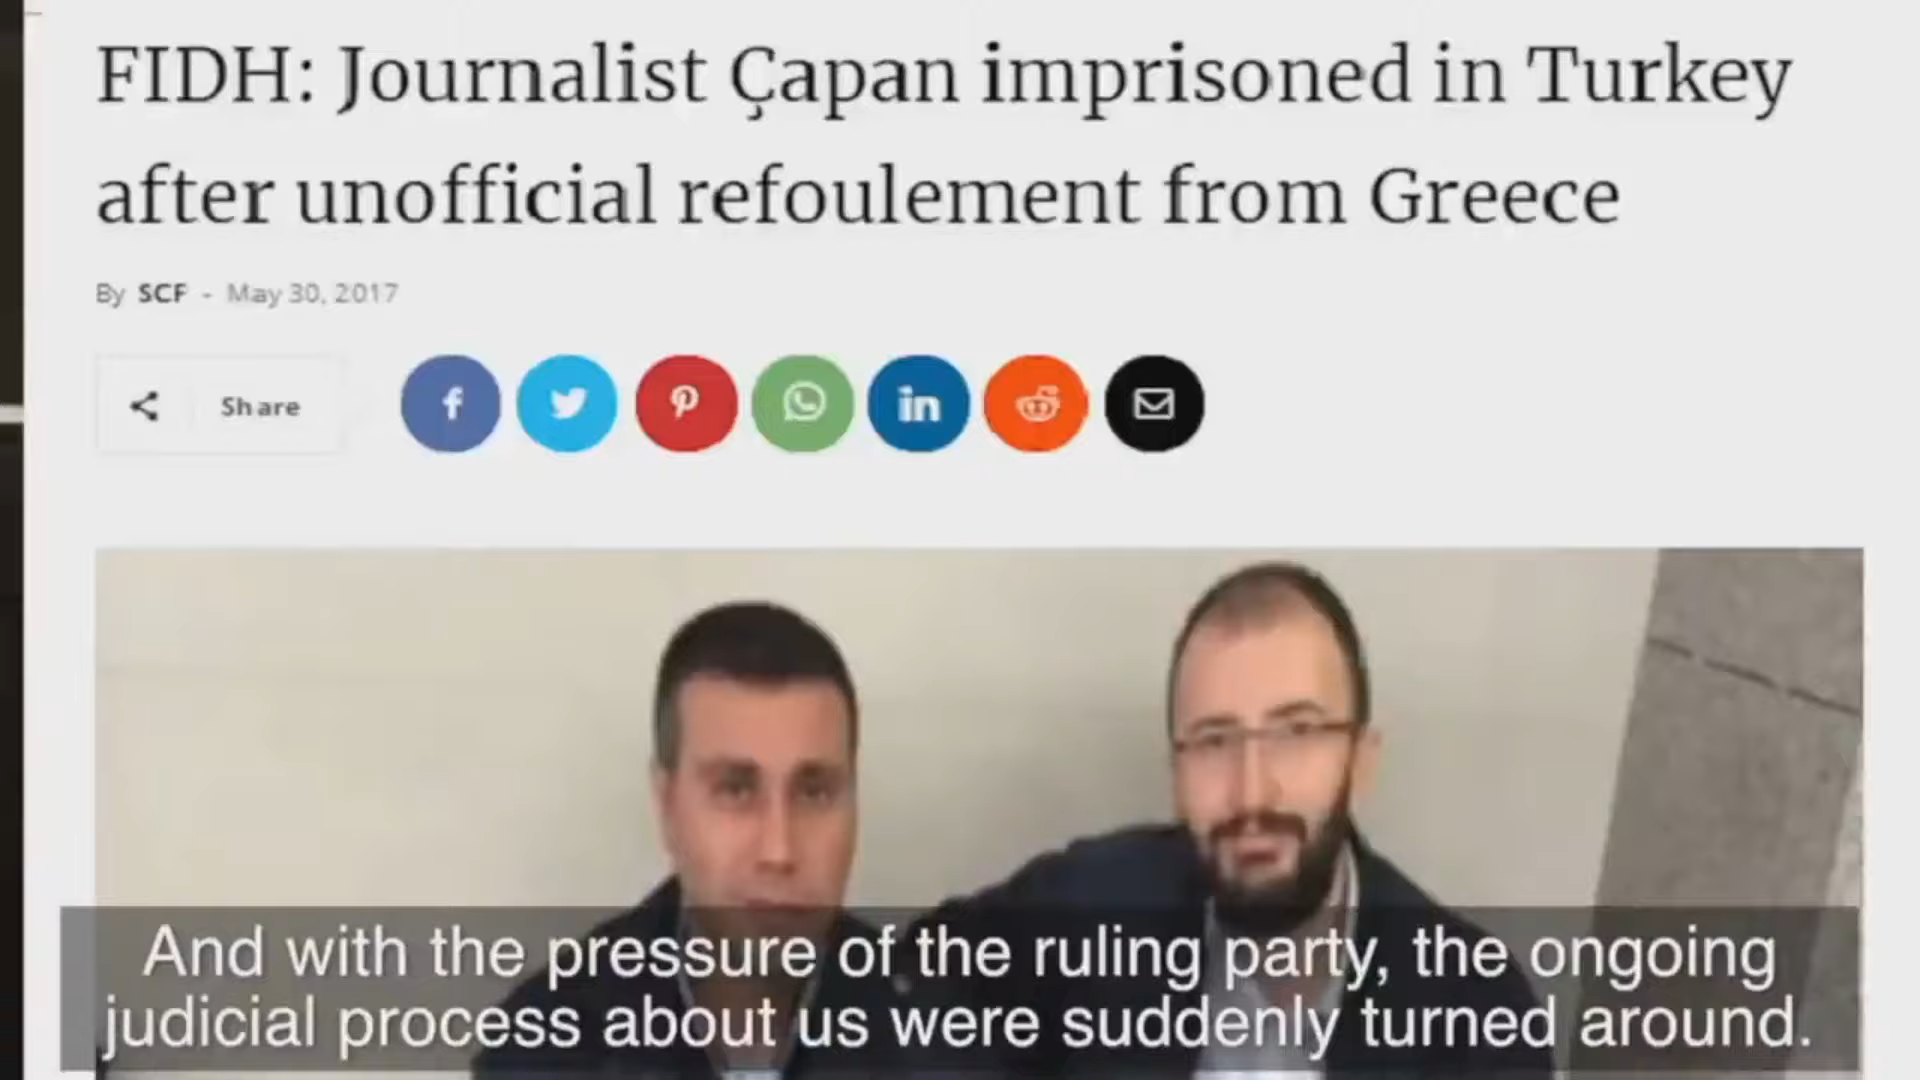 FIDH: Journalist Çapan imprisoned in Turkey
after unofficial refoulement from Greece
By SCF - May 30, 2017
Share
And with the pressure of the ruling party, the ongoing
judicial process about us were suddenly turned around.